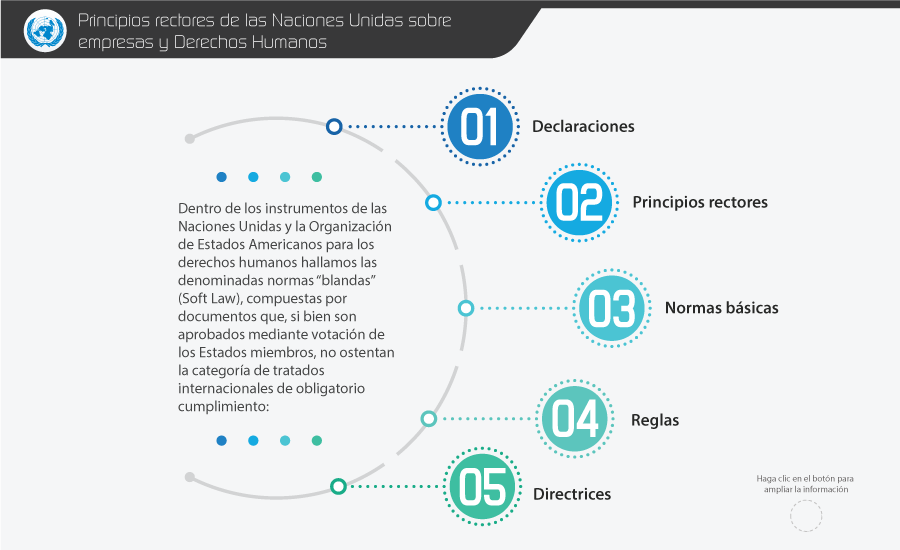 Principios rectores de las Naciones Unidas sobre
empresas y Derechos Humanos
01
Declaraciones
02
Principios rectores
Dentro de los instrumentos de las
Naciones Unidas y la Organización
de Estados Americanos para los
derechos humanos hallamos las
denominadas normas “blandas”
(Soft Law), compuestas por
documentos que, si bien son
aprobados mediante votación de
los Estados miembros, no ostentan
la categoría de tratados
internacionales de obligatorio
cumplimiento:
03
Normas básicas
04
Reglas
05
Directrices
Haga clic en el botón para
ampliar la información